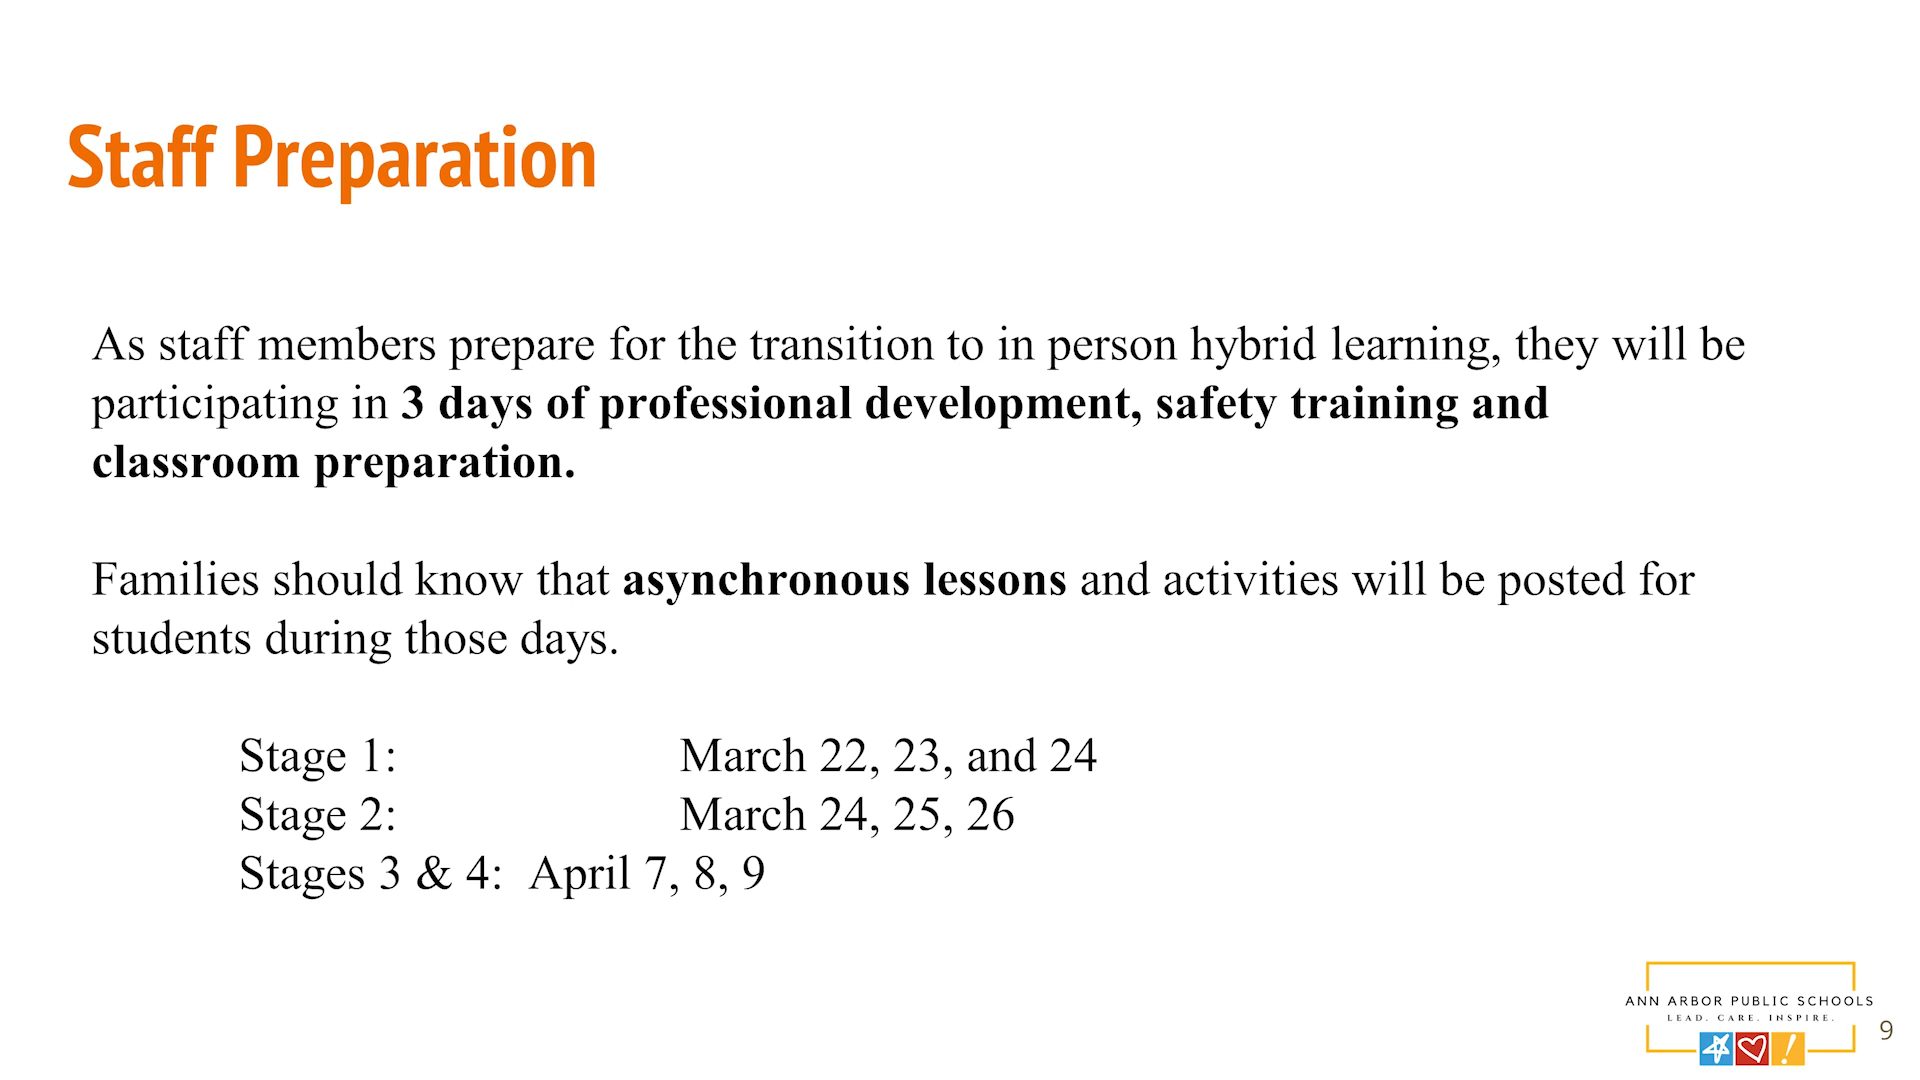 Staff Preparation
As staff members prepare for the transition to in person hybrid learning, they will be
participating in 3 days of professional development, safety training and
classroom preparation.
Families should know that asynchronous lessons and activities will be posted for
students during those days.
Stage 1: March 22, 23, and 24
Stage 2: March 24, 25, 26
Stages 3 & 4: April 7, 8, 9
ANN ARBOR PUBLIC SCHOOLS
LEAD. CARE. INSPIRE.
9